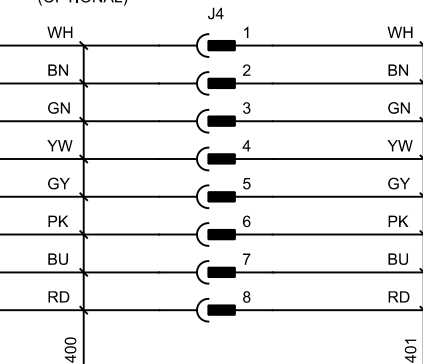 (OPTIONAL)
J4
WH 1 WH
BN 2 BN
GN 3 GN
YW 4 YW
GY 5 GY
PK 6 PK
BU 7 BU
RD 8 RD
400 401